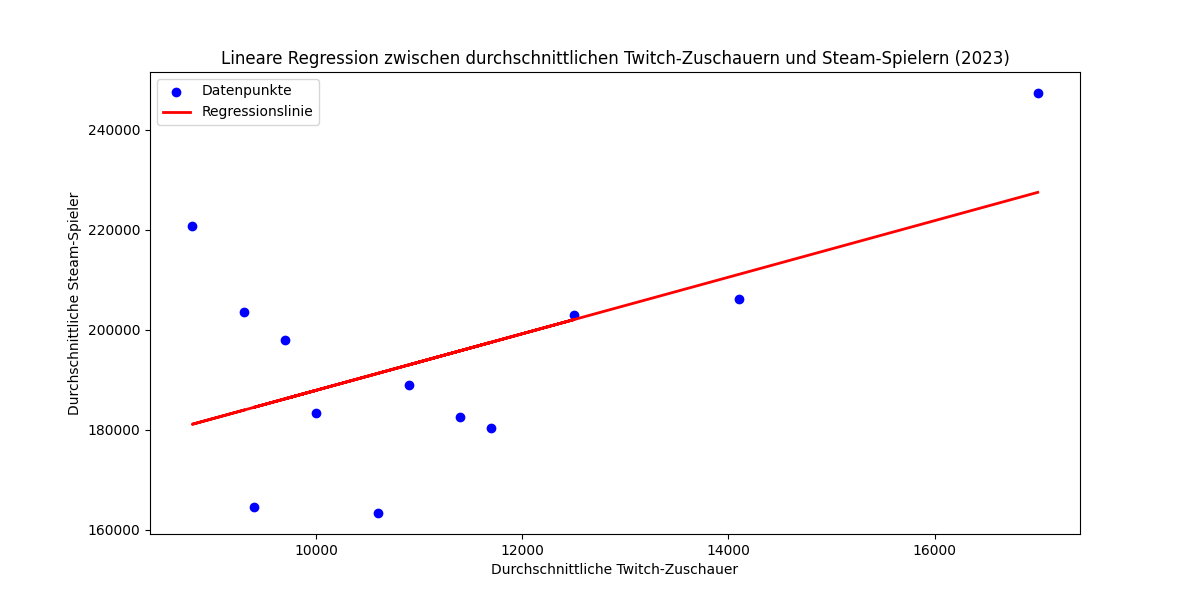 Lineare Regression zwischen durchschnittlichen Twitch-Zuschauern und Steam-Spielern (2023)
Datenpunkte
Regressionslinie
240000
220000
200000
180000
160000
Durchschnittliche Steam-Spieler
10000
12000
14000
16000
Durchschnittliche Twitch-Zuschauer